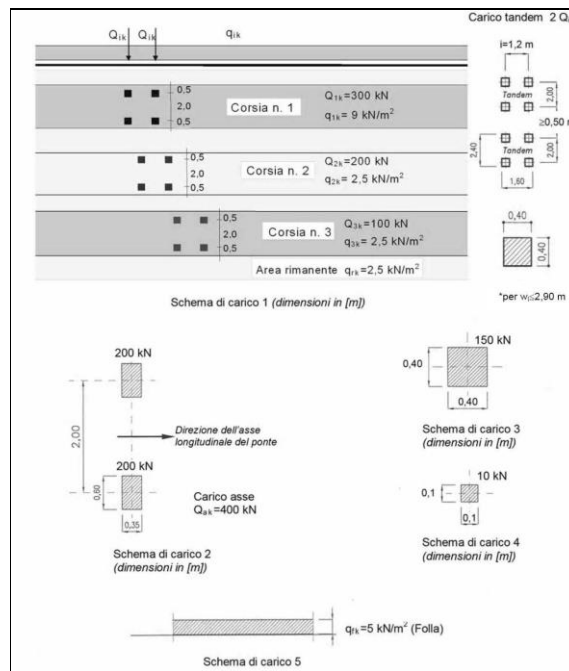 Carico tandem 2 Q
Qik Qik qik
i=1,2 m
0,5
2,0
0,5
Corsia n. 1
Q1k=300 kN
q1k= 9 kN/m²
Tandem
2,00
≥0,50 m
Tandem
2,00
2,40
1,60
0,5
2,0
0,5
Corsia n. 2
Q2k=200 kN
q2k= 2,5 kN/m²
0,5
2,0
0,5
Corsia n. 3
Q3k=100 kN
q3k= 2,5 kN/m²
0,40
0,40
Area rimanente qrk=2,5 kN/m²
Schema di carico 1 (dimensioni in [m])
*per wl≤2,90 m
200 kN
2,00
Direzione dell'asse
longitudinale del ponte
200 kN
0,60
0,35
Carico asse
Qak=400 kN
Schema di carico 2
(dimensioni in [m])
150 kN
0,40
0,40
Schema di carico 3
(dimensioni in [m])
10 kN
0,1
0,1
Schema di carico 4
(dimensioni in [m])
qfk=5 kN/m² (Folla)
Schema di carico 5